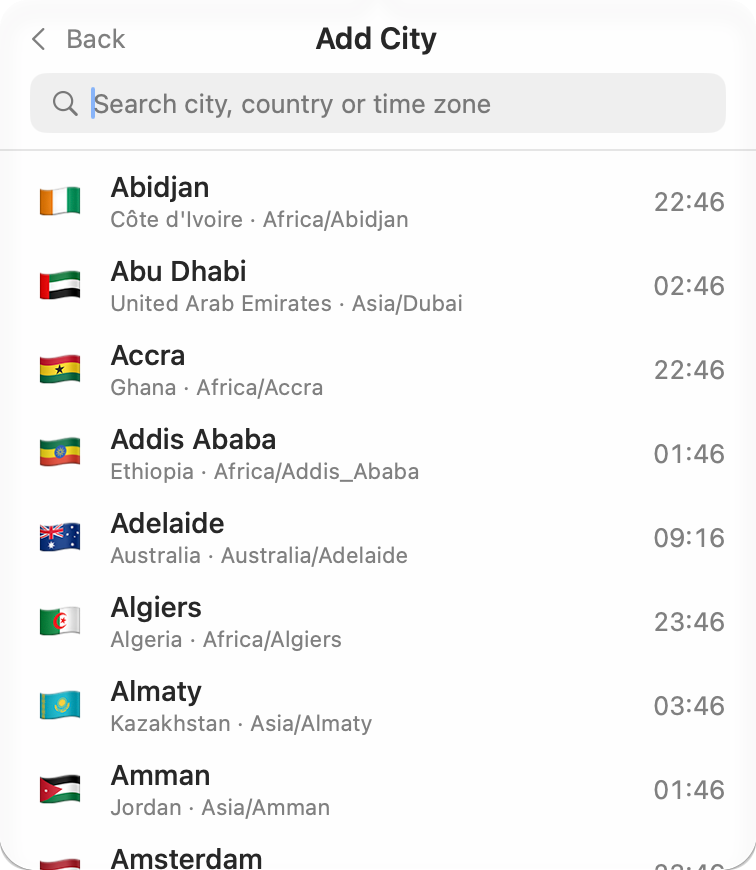 Back
Add City
Search city, country or time zone
Abidjan
22:46
Côte d'Ivoire · Africa/Abidjan
Abu Dhabi
02:46
United Arab Emirates · Asia/Dubai
Accra
22:46
Ghana · Africa/Accra
Addis Ababa
01:46
Ethiopia · Africa/Addis_Ababa
Adelaide
09:16
Australia · Australia/Adelaide
Algiers
23:46
Algeria · Africa/Algiers
Almaty
03:46
Kazakhstan · Asia/Almaty
Amman
01:46
Jordan · Asia/Amman
Amsterdam